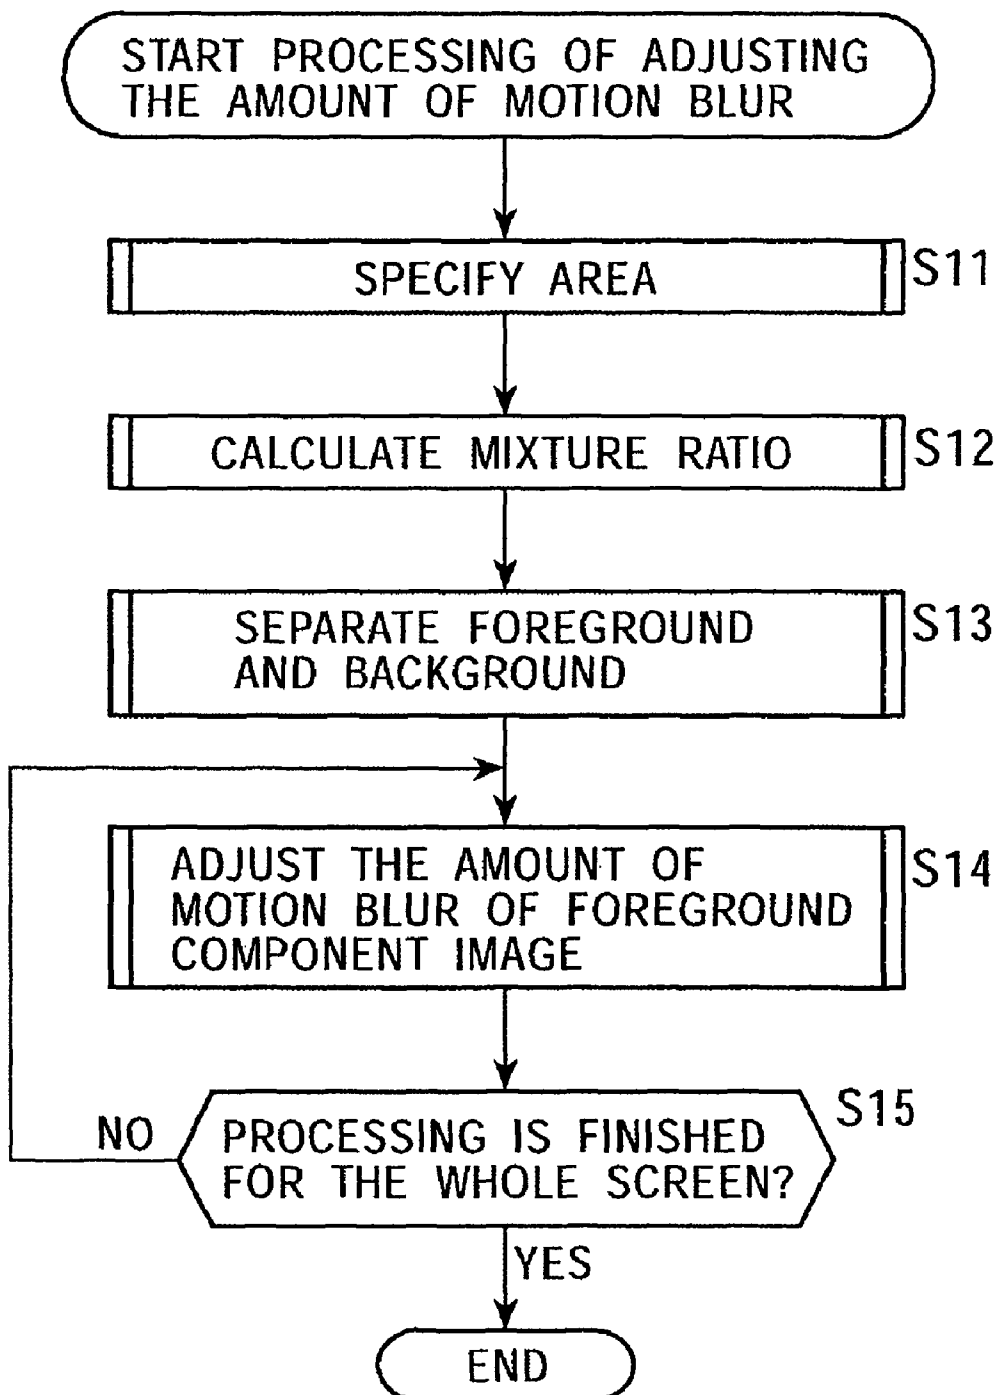 START PROCESSING OF ADJUSTING
THE AMOUNT OF MOTION BLUR
SPECIFY AREA
S11
CALCULATE MIXTURE RATIO
S12
SEPARATE FOREGROUND
AND BACKGROUND
S13
ADJUST THE AMOUNT OF
MOTION BLUR OF FOREGROUND
COMPONENT IMAGE
S14
PROCESSING IS FINISHED
FOR THE WHOLE SCREEN?
S15
NO
YES
END